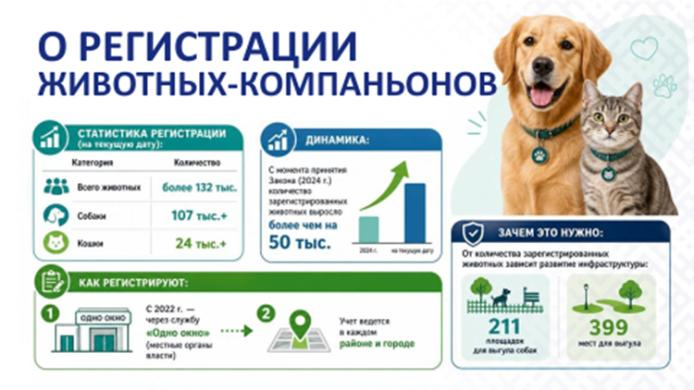 О РЕГИСТРАЦИИ
ЖИВОТНЫХ-КОМПАНЬОНОВ
СТАТИСТИКА РЕГИСТРАЦИИ
(на текущую дату):
Категория Количество
Всего животных более 132 тыс.
Собаки 107 тыс.+
Кошки 24 тыс.+
ДИНАМИКА:
С момента принятия
Закона (2024 г.)
количество
зарегистрированных
животных выросло
более чем на
50 тыс.
2024 г. на текущую дату
ЗАЧЕМ ЭТО НУЖНО:
От количества зарегистрированных
животных зависит развитие инфраструктуры:
211
площадок
для выгула собак
399
мест для выгула
КАК РЕГИСТРИРУЮТ:
1
ОДНО ОКНО
С 2022 г. —
через службу
«Одно окно»
(местные органы
власти)
2
Учет ведется
в каждом
районе и городе